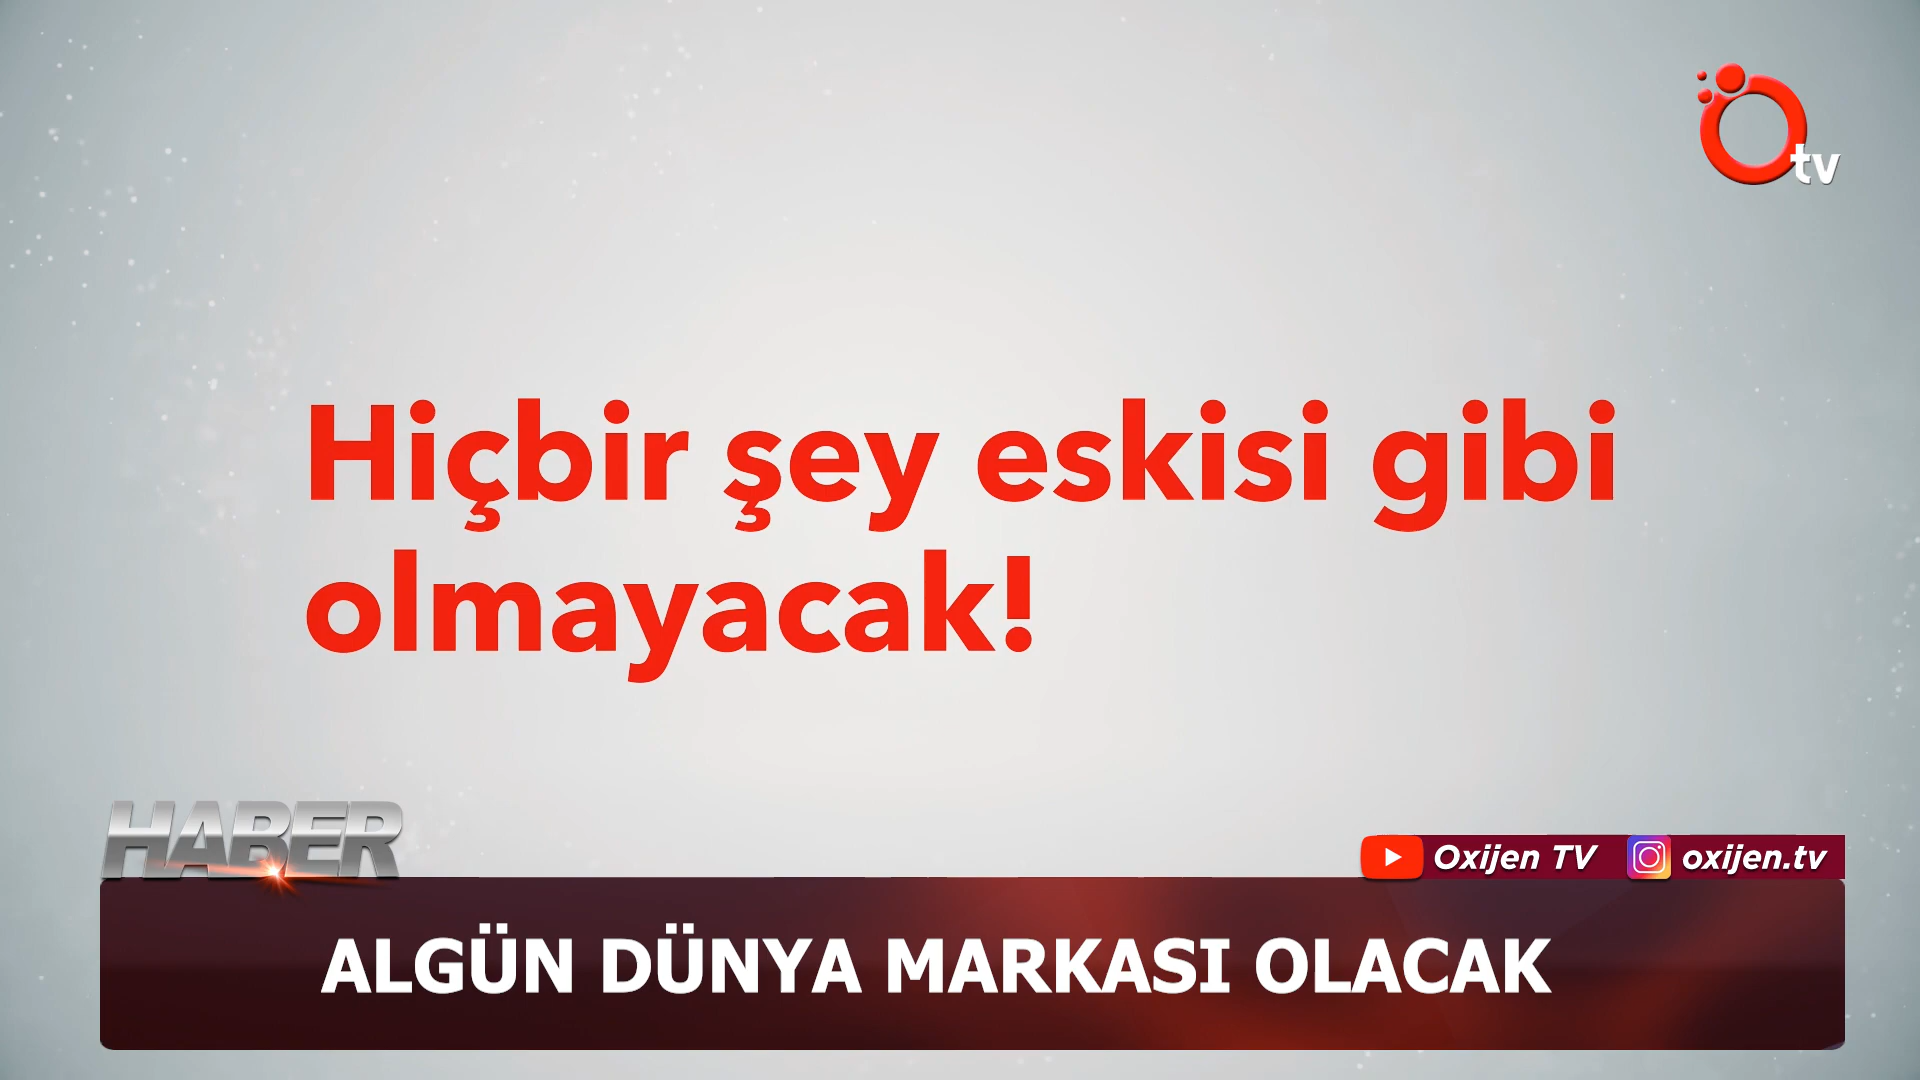 tv
Hiçbir şey eskisi gibi
olmayacak!
HABER
Oxijen TV oxijen.tv
ALGÜN DÜNYA MARKASI OLACAK